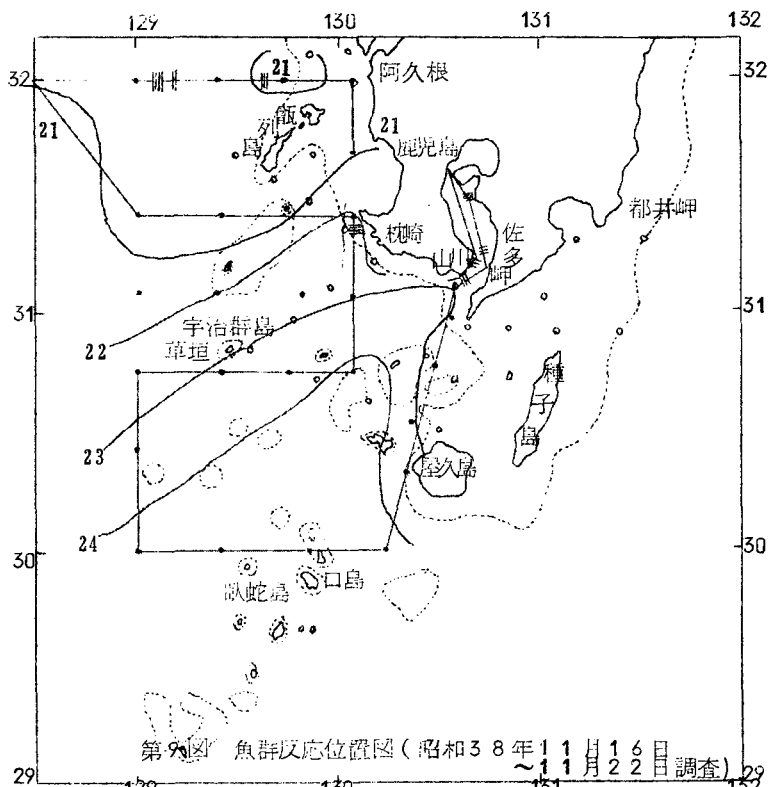 129 130 131 132
32 32
21
阿久根
甑
列
島
21
21
鹿児島
都井岬
枕崎
佐
多
岬
山川
31 31
宇治群島
22
草垣
種
子
島
23
屋久島
24
30 30
臥蛇島
口島
第9図 魚群反応位置図(昭和38年11月16日
~11月22日調査)
29 29
129 130 131 132